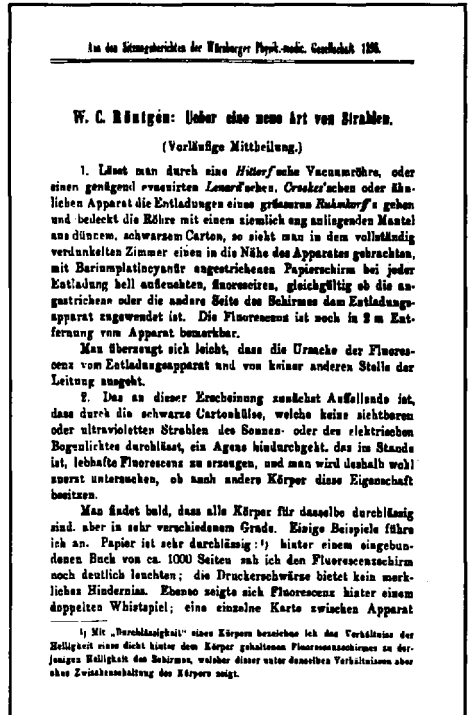 Aus den Sitzungsberichten der Würzburger Physik.-medic. Gesellschaft 1895.
W. C. Röntgen: Ueber eine neue Art von Strahlen.
(Vorläufige Mittheilung.)
1. Lässt man durch eine Hittorf'sche Vacuumröhre, oder
einen genügend evacuirten Lenard'schen, Crookes'schen oder ähn-
lichen Apparat die Entladungen eines grösseren Ruhmkorff's gehen
und bedeckt die Röhre mit einem ziemlich eng anliegenden Mantel
aus dünnem, schwarzem Carton, so sieht man in dem vollständig
verdunkelten Zimmer einen in die Nähe des Apparates gebrachten,
mit Bariumplatincyanür angestrichenen Papierschirm bei jeder
Entladung hell aufleuchten, fluoresciren, gleichgültig ob die an-
gestrichene oder die andere Seite des Schirmes dem Entladungs-
apparat zugewendet ist. Die Fluorescenz ist noch in 2 m Ent-
fernung vom Apparat bemerkbar.
Man überzeugt sich leicht, dass die Ursache der Fluores-
cenz vom Entladungsapparat und von keiner anderen Stelle der
Leitung ausgeht.
2. Das an dieser Erscheinung zunächst Auffallende ist,
dass durch die schwarze Cartonhülse, welche keine sichtbaren
oder ultravioletten Strahlen des Sonnen- oder des elektrischen
Bogenlichtes durchlässt, ein Agens hindurchgeht, das im Stande
ist, lebhafte Fluorescenz zu erzeugen, und man wird deshalb wohl
zuerst untersuchen, ob auch andere Körper diese Eigenschaft
besitzen.
Man findet bald, dass alle Körper für dasselbe durchlässig
sind, aber in sehr verschiedenem Grade. Einige Beispiele führe
ich an. Papier ist sehr durchlässig: ¹) hinter einem eingebun-
denen Buch von ca. 1000 Seiten sah ich den Fluorescenzschirm
noch deutlich leuchten; die Druckerschwärze bietet kein merk-
liches Hinderniss. Ebenso zeigte sich Fluorescenz hinter einem
doppelten Whistspiel; eine einzelne Karte zwischen Apparat
¹) Mit „Durchlässigkeit" eines Körpers bezeichne ich das Verhältniss der
Helligkeit eines dicht hinter dem Körper gehaltenen Fluorescenzschirmes zu der-
jenigen Helligkeit des Schirmes, welcher dieser unter denselben Verhältnissen aber
ohne Zwischenschaltung des Körpers zeigt.